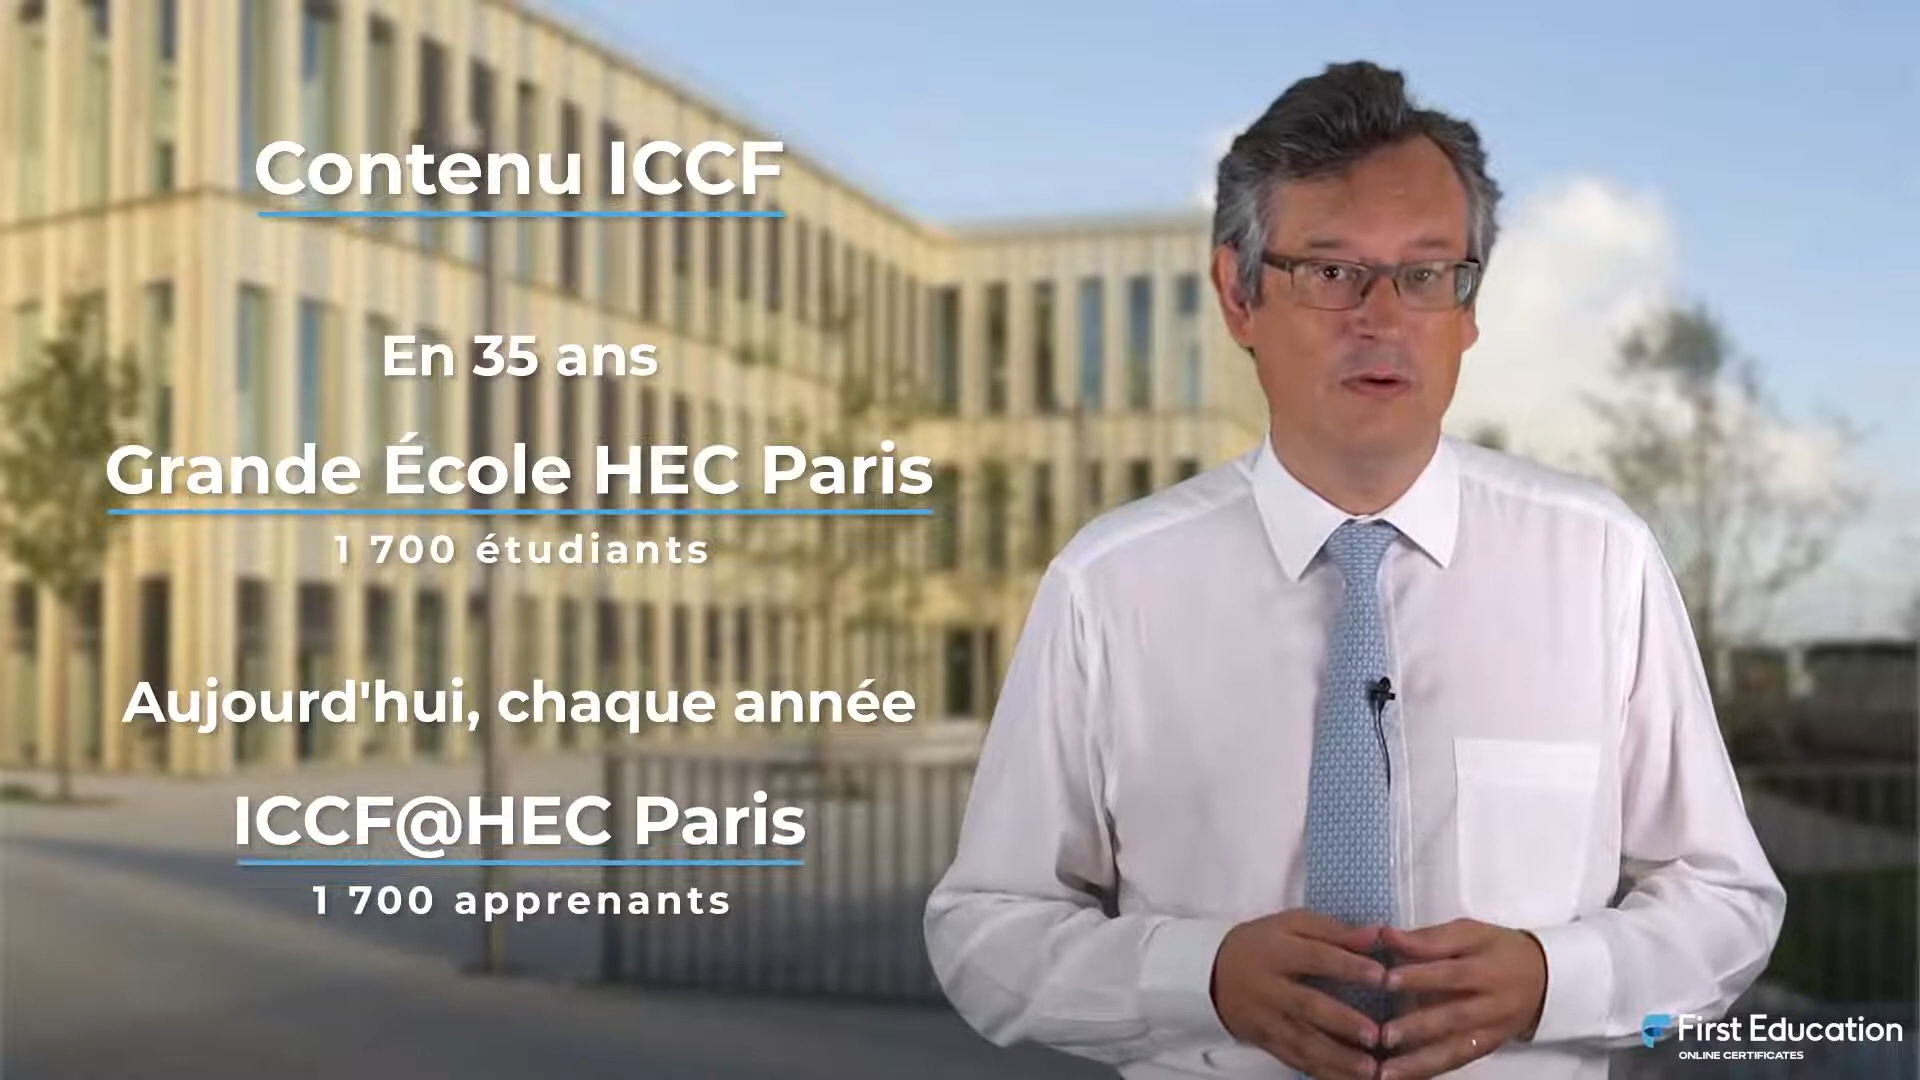 Contenu ICCF
En 35 ans
Grande École HEC Paris
1 700 étudiants
Aujourd'hui, chaque année
ICCF@HEC Paris
1 700 apprenants
First Education
ONLINE CERTIFICATES